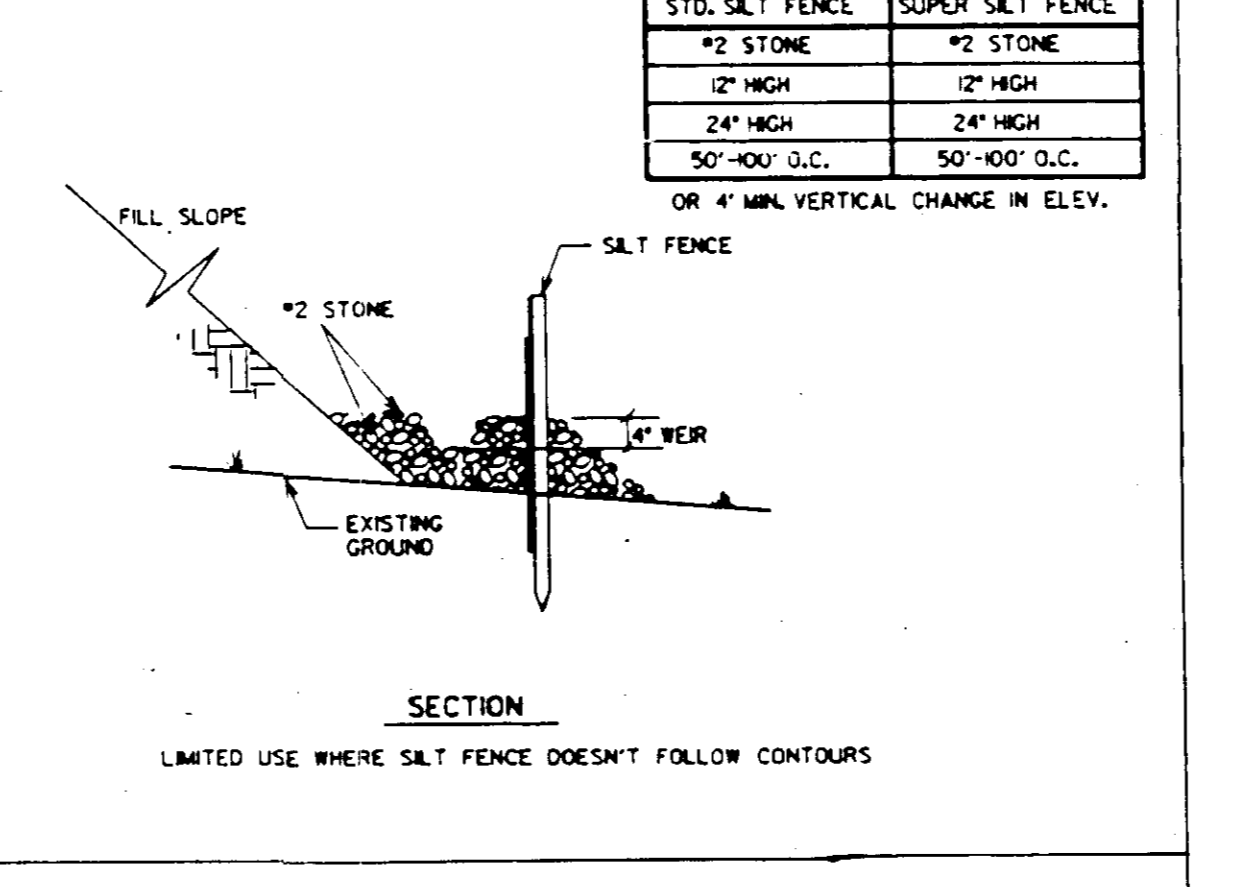 STD. SILT FENCE SUPER SILT FENCE
#2 STONE #2 STONE
12" HIGH 12" HIGH
24" HIGH 24" HIGH
50'-100' O.C. 50'-100' O.C.
OR 4' MIN. VERTICAL CHANGE IN ELEV.
FILL SLOPE
SILT FENCE
#2 STONE
4" WEIR
EXISTING
GROUND
SECTION
LIMITED USE WHERE SILT FENCE DOESN'T FOLLOW CONTOURS